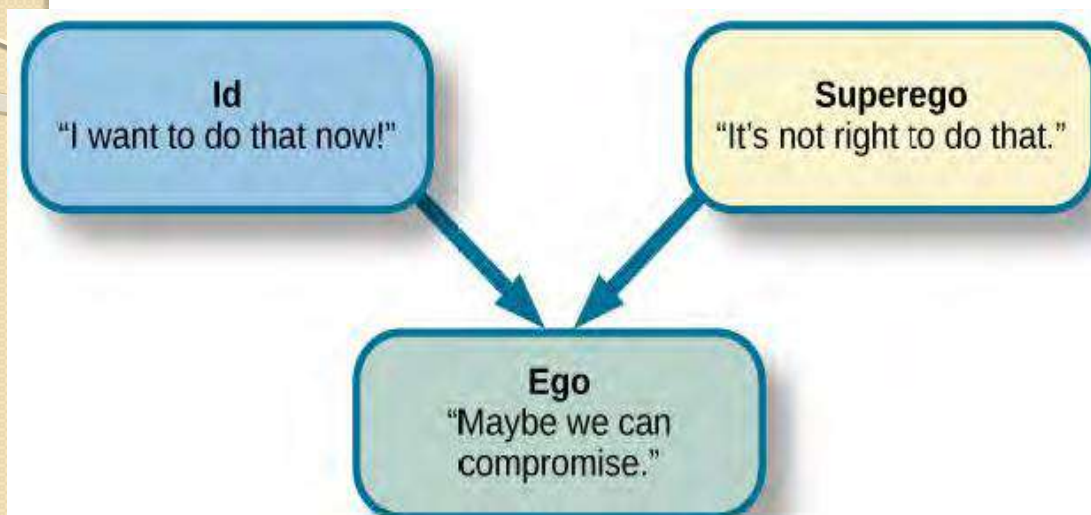 Id
“I want to do that now!”
Superego
“It's not right to do that.”
Ego
“Maybe we can
compromise.”